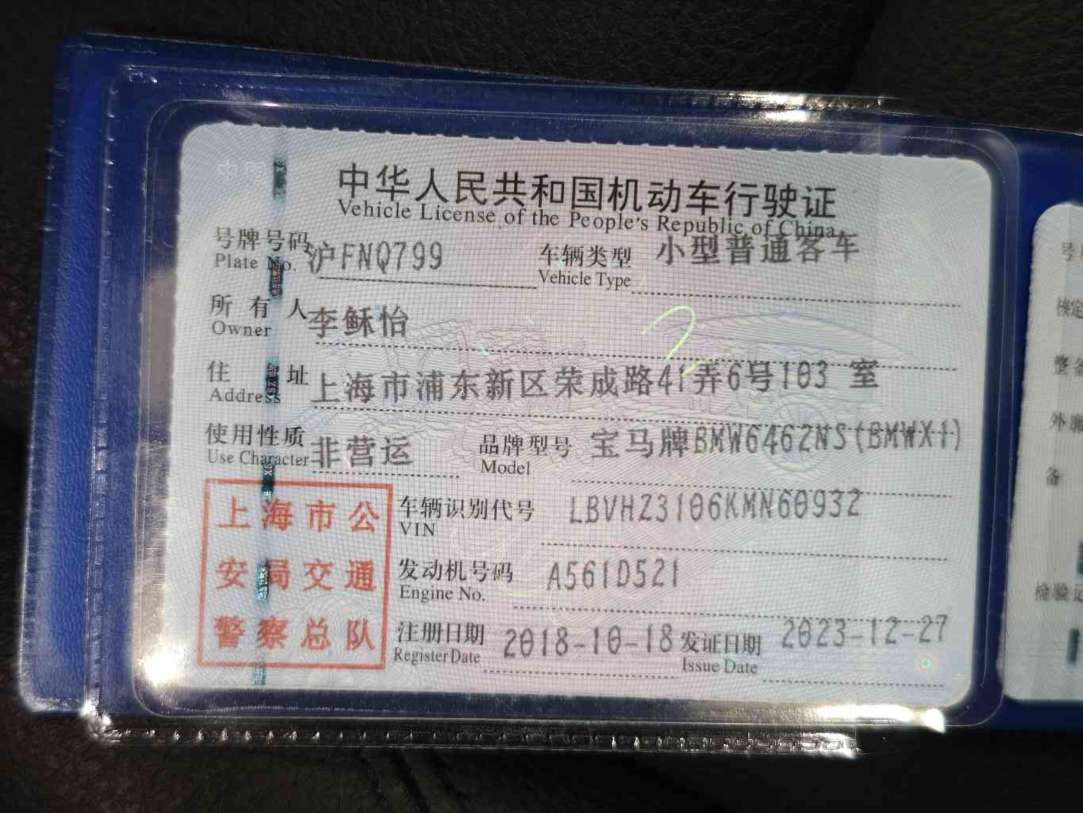 中华人民共和国机动车行驶证
Vehicle License of the People's Republic of China
号牌号码 沪FNQ799 车辆类型 小型普通客车
Plate No. Vehicle Type
所有人 李稣怡
Owner
住址 上海市浦东新区荣成路41弄6号103 室
Address
使用性质 非营运 品牌型号 宝马牌BMW6462NS(BMWX1)
Use Character Model
上海市公 车辆识别代号 LBVHZ3106KMN60932
VIN
安局交通 发动机号码 A561D521
Engine No.
警察总队 注册日期 2018-10-18 发证日期 2023-12-27
Register Date Issue Date